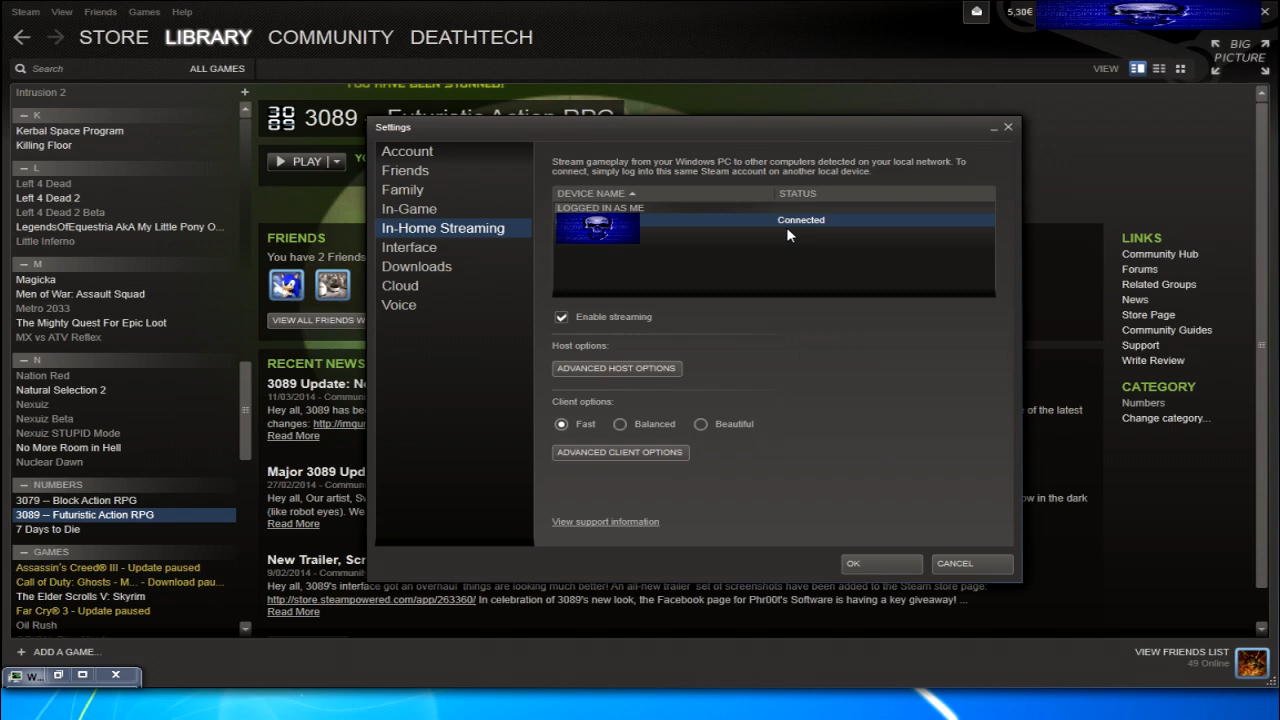 Steam View Friends Games Help
5,30€
STORE LIBRARY COMMUNITY DEATHTECH
BIG PICTURE
Search ALL GAMES
VIEW
Intrusion 2
K
Kerbal Space Program
Killing Floor
L
Left 4 Dead
Left 4 Dead 2
Left 4 Dead 2 Beta
LegendsOfEquestria AkA My Little Pony O...
Little Inferno
M
Magicka
Men of War: Assault Squad
Metro 2033
The Mighty Quest For Epic Loot
MX vs ATV Reflex
N
Nation Red
Natural Selection 2
Nexuiz
Nexuiz Beta
Nexuiz STUPID Mode
No More Room in Hell
Nuclear Dawn
NUMBERS
3079 -- Block Action RPG
3089 -- Futuristic Action RPG
7 Days to Die
GAMES
Assassin's Creed® III - Update paused
Call of Duty: Ghosts - M... - Download pau...
The Elder Scrolls V: Skyrim
Far Cry® 3 - Update paused
Oil Rush
ADD A GAME...
W...
YOU HAVE BEEN STUNNED!
30
89
3089 -- Futuristic Action RPG
PLAY
FRIENDS
You have 2 Friends
VIEW ALL FRIENDS W
RECENT NEWS
3089 Update: N
11/03/2014 - Commun
Hey all, 3089 has be
of the latest
changes: http://imgu
Read More
Major 3089 Upd
27/02/2014 - Commun
Hey all, Our artist, Sv
ow in the dark
(like robot eyes). We
Read More
New Trailer, Scr
9/02/2014 - Communit
Hey all, 3089's interface got an overhaul things are looking much better! An all-new trailer set of screenshots have been added to the Steam store page:
http://store.steampowered.com/app/263360/ In celebration of 3089's new look, the Facebook page for Phr00t's Software is having a key giveaway! ...
Read More
Settings
Account
Friends
Family
In-Game
In-Home Streaming
Interface
Downloads
Cloud
Voice
Stream gameplay from your Windows PC to other computers detected on your local network. To
connect, simply log into this same Steam account on another local device.
DEVICE NAME STATUS
LOGGED IN AS ME
Connected
Enable streaming
Host options:
ADVANCED HOST OPTIONS
Client options:
Fast Balanced Beautiful
ADVANCED CLIENT OPTIONS
View support information
OK CANCEL
LINKS
Community Hub
Forums
Related Groups
News
Store Page
Community Guides
Support
Write Review
CATEGORY
Numbers
Change category...
VIEW FRIENDS LIST
49 Online